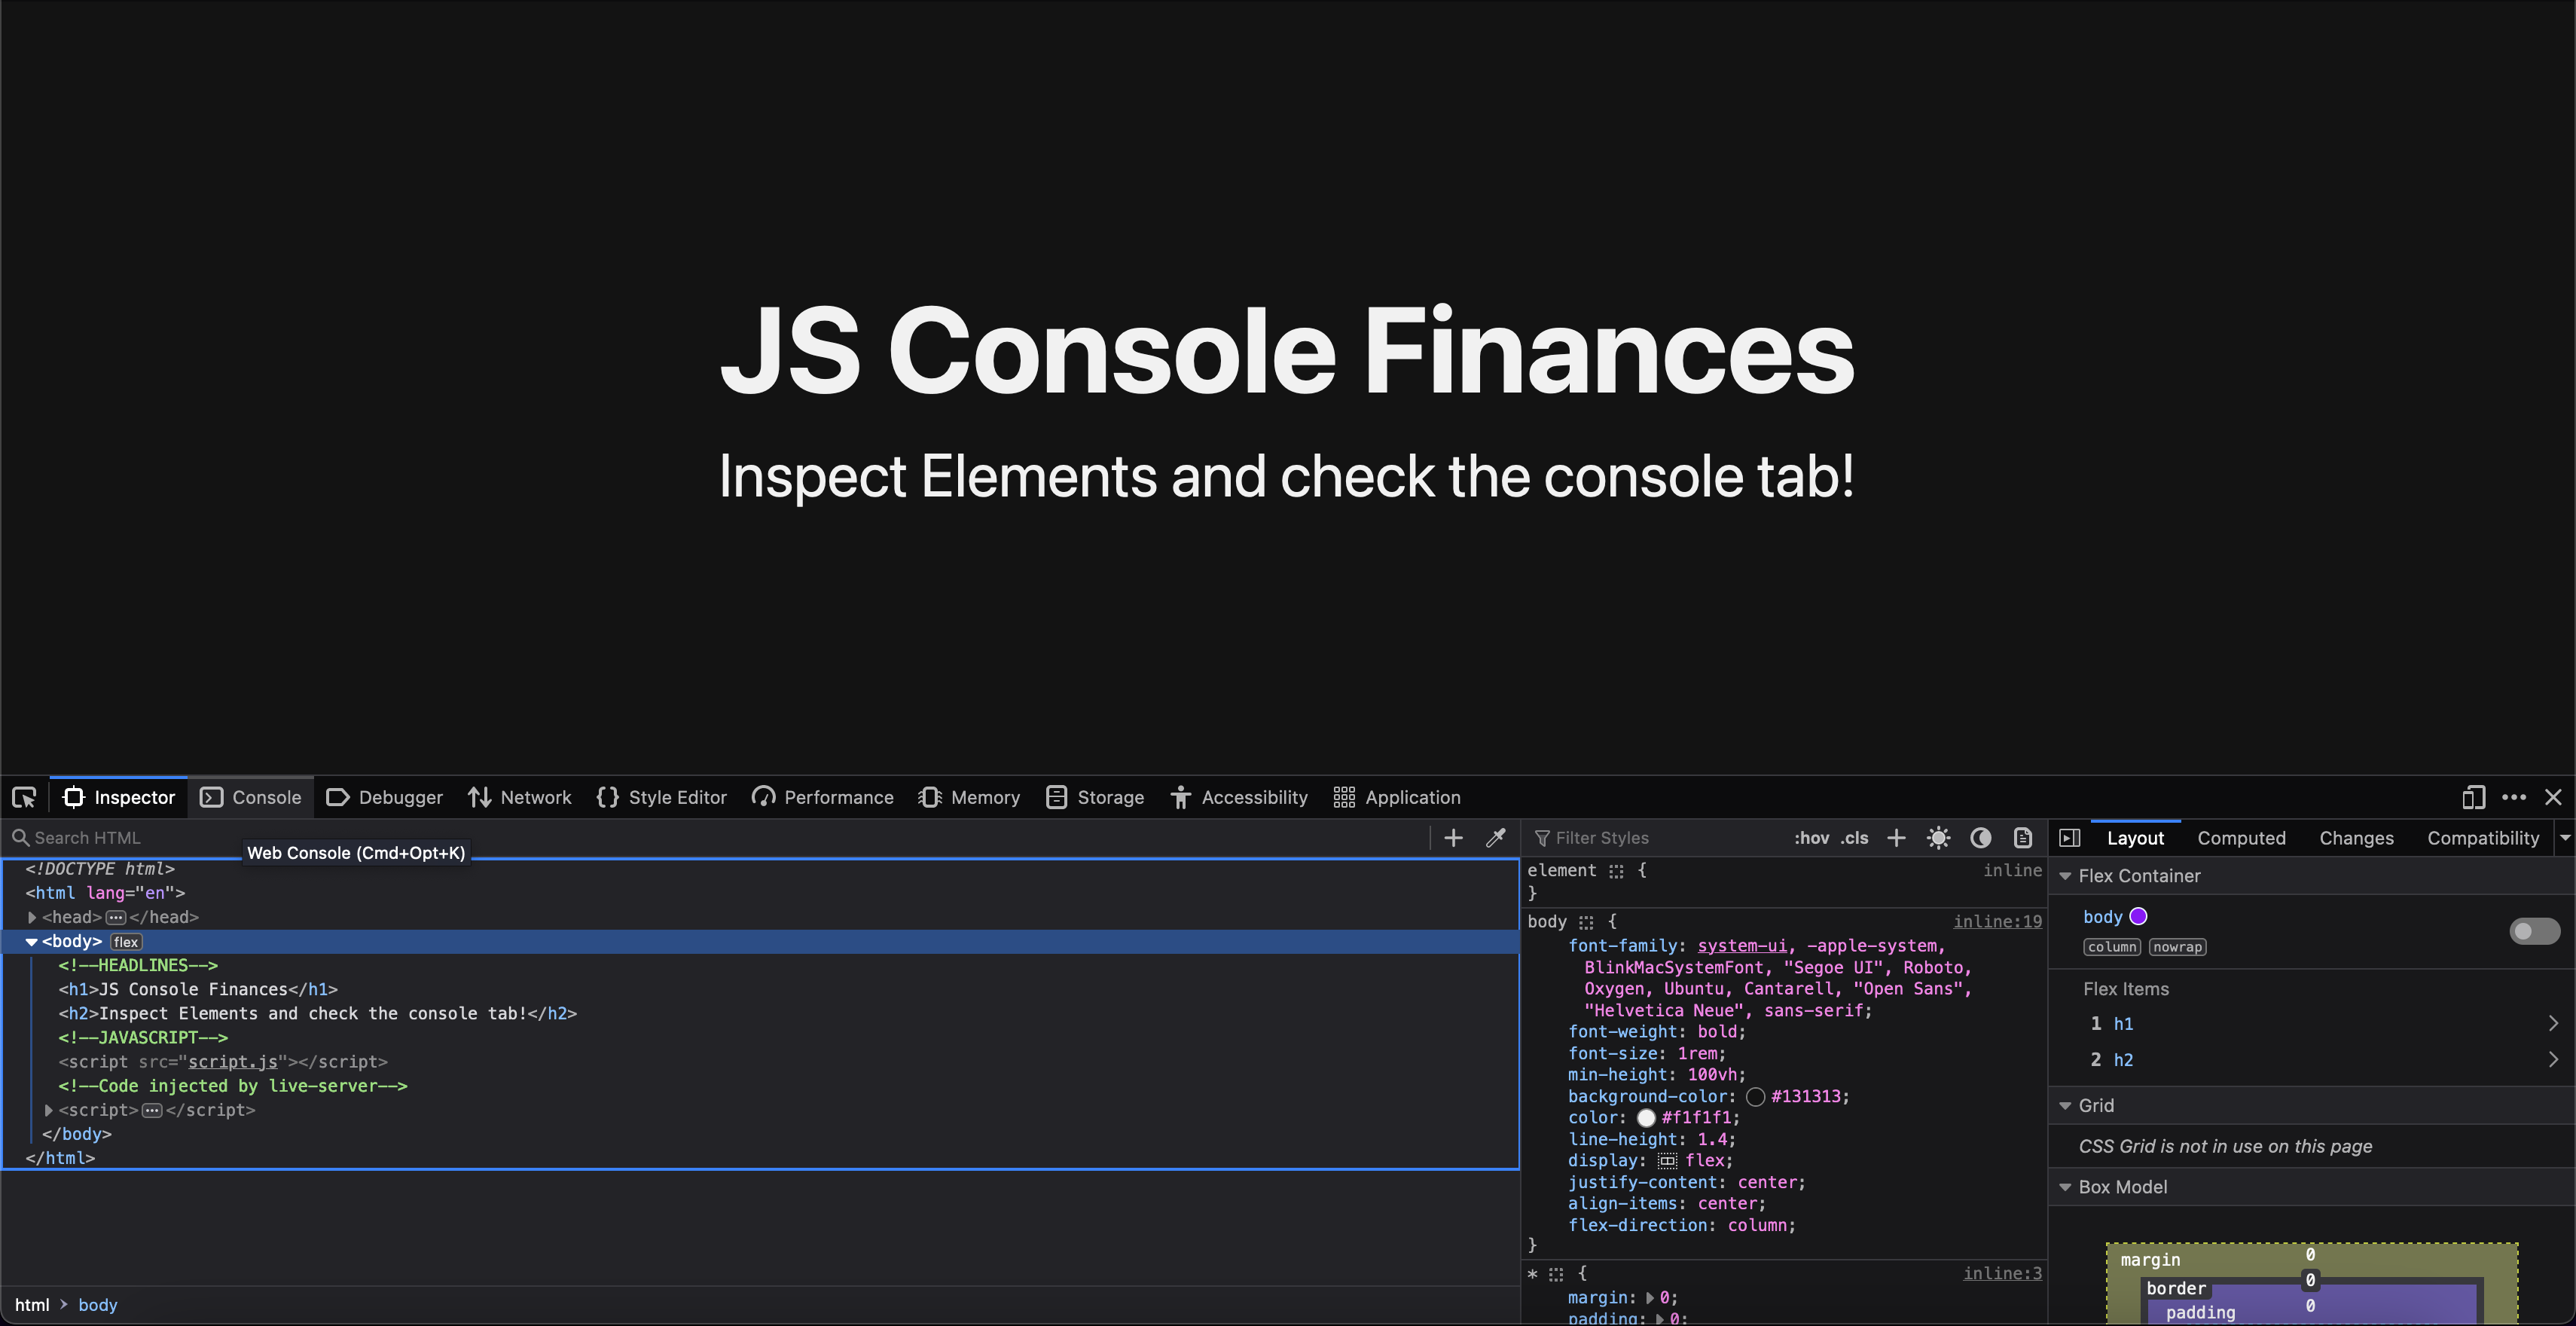 JS Console Finances
Inspect Elements and check the console tab!
Inspector Console Debugger Network Style Editor Performance Memory Storage Accessibility Application
Search HTML
Web Console (Cmd+Opt+K)
<!DOCTYPE html>
<html lang="en">
<head> </head>
<body> flex
<!--HEADLINES-->
<h1>JS Console Finances</h1>
<h2>Inspect Elements and check the console tab!</h2>
<!--JAVASCRIPT-->
<script src="script.js"></script>
<!--Code injected by live-server-->
<script> </script>
</body>
</html>
html > body
Filter Styles :hov .cls
element { inline
}
body { inline:19
font-family: system-ui, -apple-system,
BlinkMacSystemFont, "Segoe UI", Roboto,
Oxygen, Ubuntu, Cantarell, "Open Sans",
"Helvetica Neue", sans-serif;
font-weight: bold;
font-size: 1rem;
min-height: 100vh;
background-color: #131313;
color: #f1f1f1;
line-height: 1.4;
display: flex;
justify-content: center;
align-items: center;
flex-direction: column;
}
* { inline:3
margin: 0;
padding: 0;
Layout Computed Changes Compatibility
Flex Container
body
column nowrap
Flex Items
1 h1
2 h2
Grid
CSS Grid is not in use on this page
Box Model
margin 0
border 0
padding 0